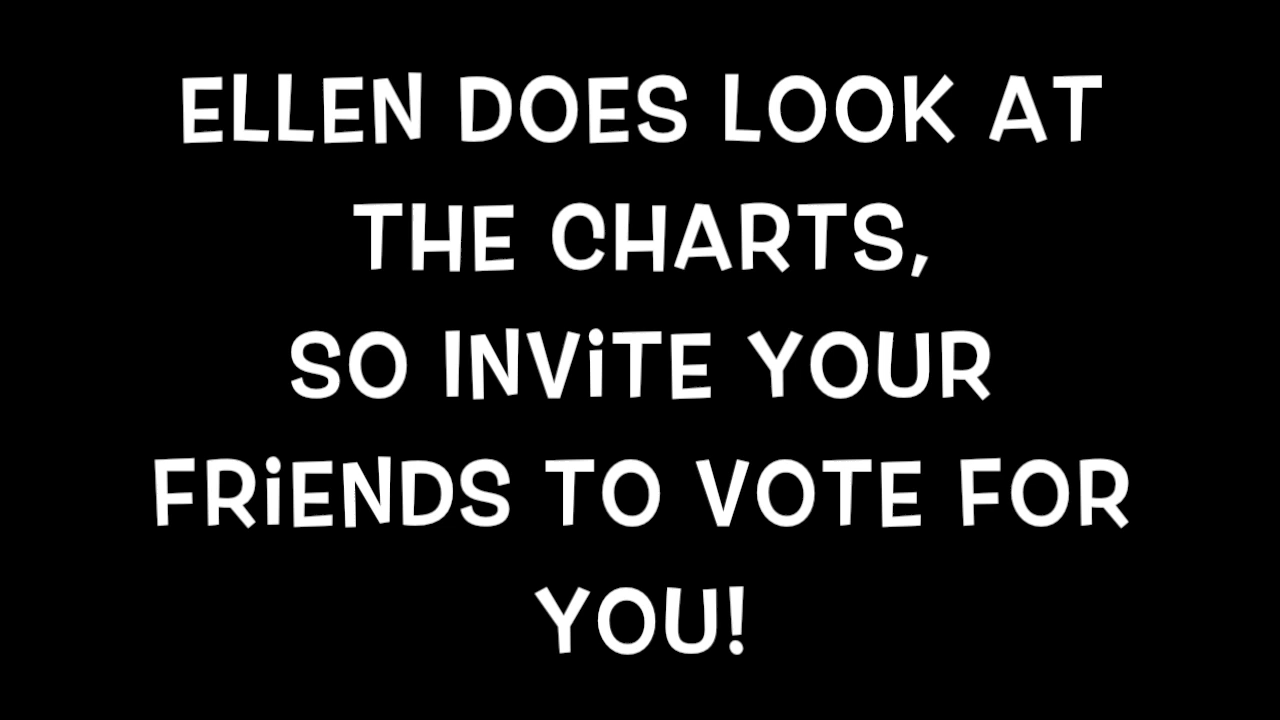 ELLEN DOES LOOK AT
THE CHARTS,
SO INViTE YOUR
FRiENDS TO VOTE FOR
YOU!